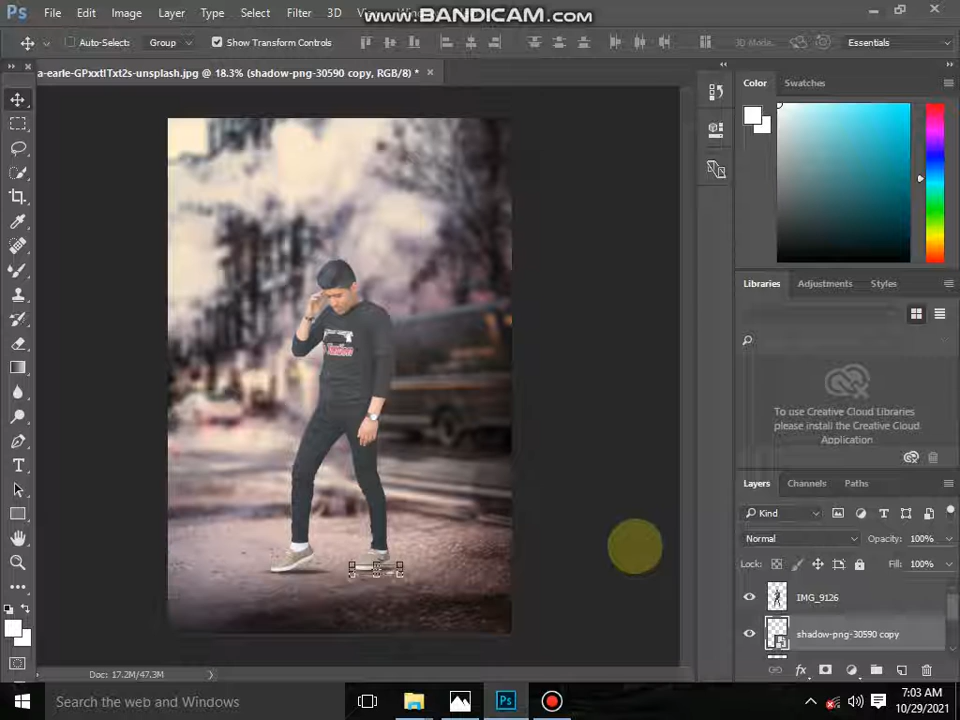 File Edit Image Layer Type Select Filter 3D
www.BANDICAM.com
Auto-Select: Group Show Transform Controls 3D Mode: Essentials
a-earle-GPxxtITxt2s-unsplash.jpg @ 18.3% (shadow-png-30590 copy, RGB/8) *
Color Swatches
Libraries Adjustments Styles
To use Creative Cloud Libraries
please install the Creative Cloud
Application
Layers Channels Paths
Kind
Normal Opacity: 100%
Lock: Fill: 100%
IMG_9126
shadow-png-30590 copy
Doc: 17.2M/47.3M
Search the web and Windows
Ps
7:03 AM
10/29/2021